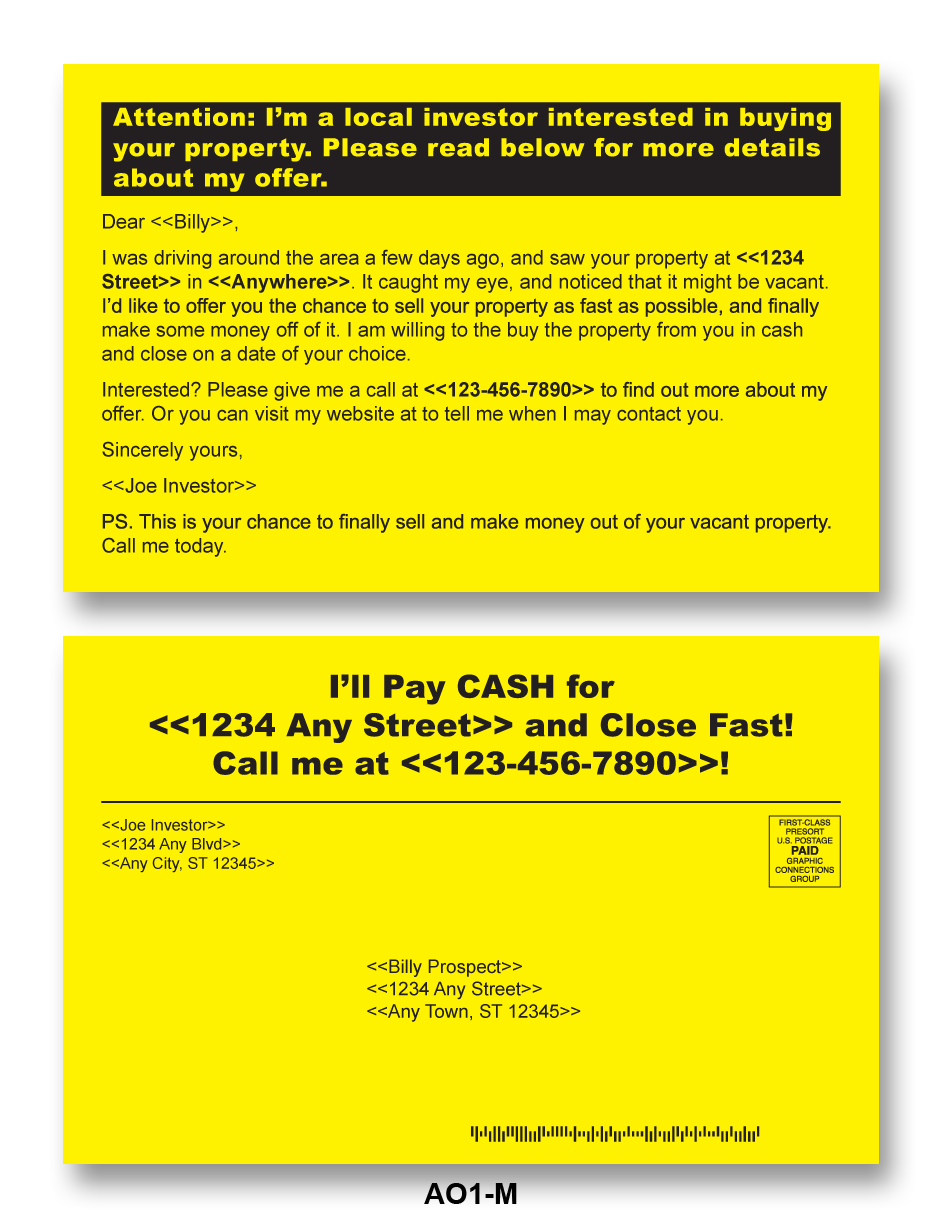 Attention: I’m a local investor interested in buying
your property. Please read below for more details
about my offer.
Dear <<Billy>>,
I was driving around the area a few days ago, and saw your property at <<1234
Street>> in <<Anywhere>>. It caught my eye, and noticed that it might be vacant.
I’d like to offer you the chance to sell your property as fast as possible, and finally
make some money off of it. I am willing to the buy the property from you in cash
and close on a date of your choice.
Interested? Please give me a call at <<123-456-7890>> to find out more about my
offer. Or you can visit my website at to tell me when I may contact you.
Sincerely yours,
<<Joe Investor>>
PS. This is your chance to finally sell and make money out of your vacant property.
Call me today.
I’ll Pay CASH for
<<1234 Any Street>> and Close Fast!
Call me at <<123-456-7890>>!
<<Joe Investor>>
<<1234 Any Blvd>>
<<Any City, ST 12345>>
FIRST-CLASS
PRESORT
U.S. POSTAGE
PAID
GRAPHIC
CONNECTIONS
GROUP
<<Billy Prospect>>
<<1234 Any Street>>
<<Any Town, ST 12345>>
AO1-M